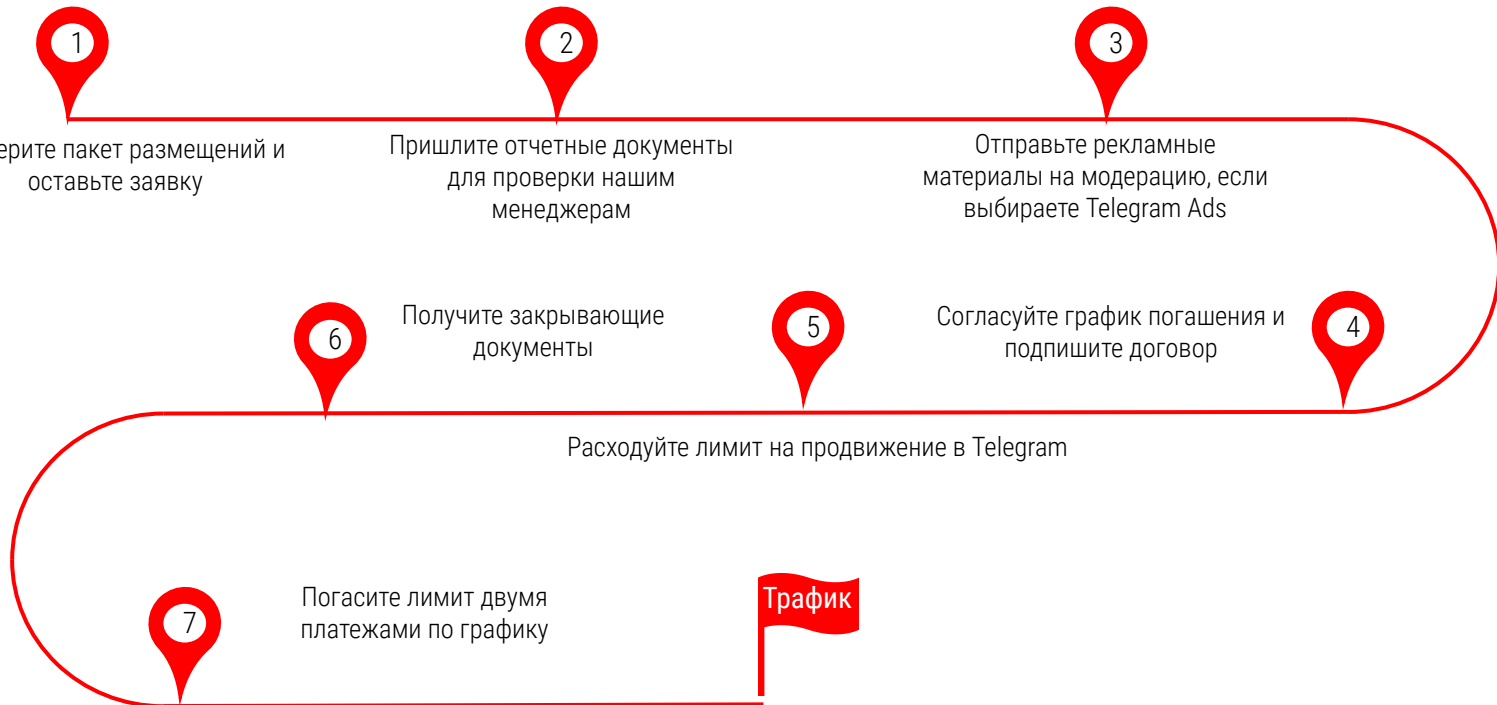 1
2
3
ерите пакет размещений и
оставьте заявку
Пришлите отчетные документы
для проверки нашим
менеджерам
Отправьте рекламные
материалы на модерацию, если
выбираете Telegram Ads
4
Согласуйте график погашения и
подпишите договор
5
Расходуйте лимит на продвижение в Telegram
6
Получите закрывающие
документы
7
Погасите лимит двумя
платежами по графику
Трафик